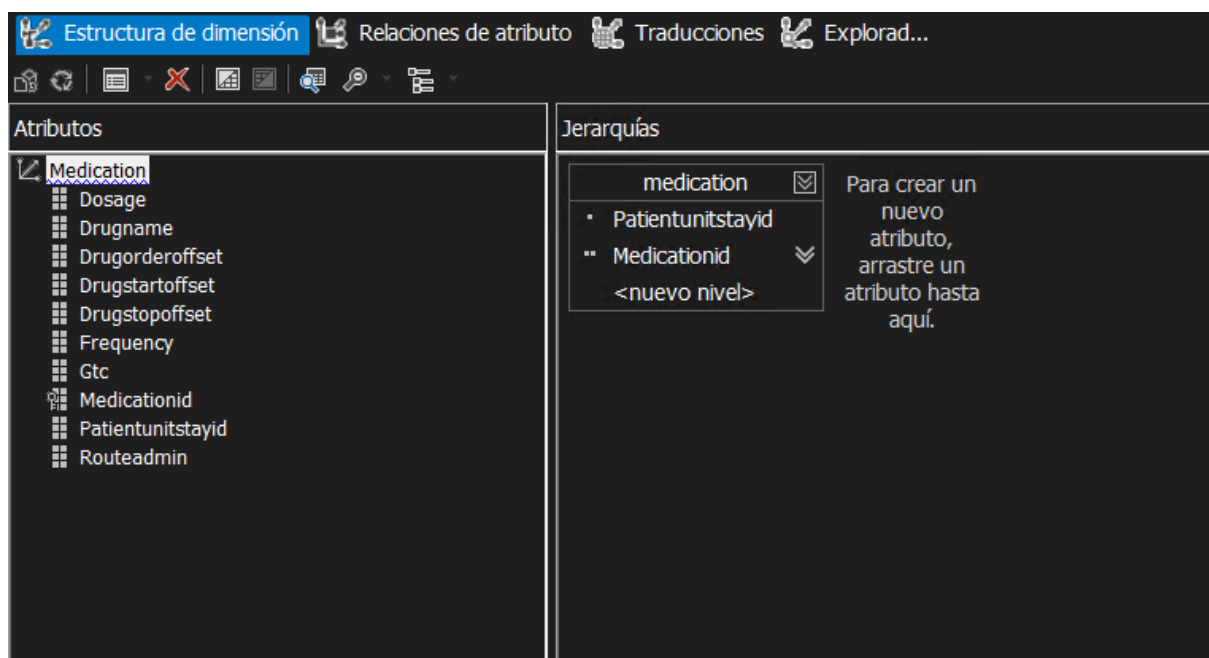 Estructura de dimensión Relaciones de atributo Traducciones Explorad...
Atributos
Medication
Dosage
Drugname
Drugorderoffset
Drugstartoffset
Drugstopoffset
Frequency
Gtc
Medicationid
Patientunitstayid
Routeadmin
Jerarquías
medication
Patientunitstayid
Medicationid
<nuevo nivel>
Para crear un
nuevo
atributo,
arrastre un
atributo hasta
aquí.